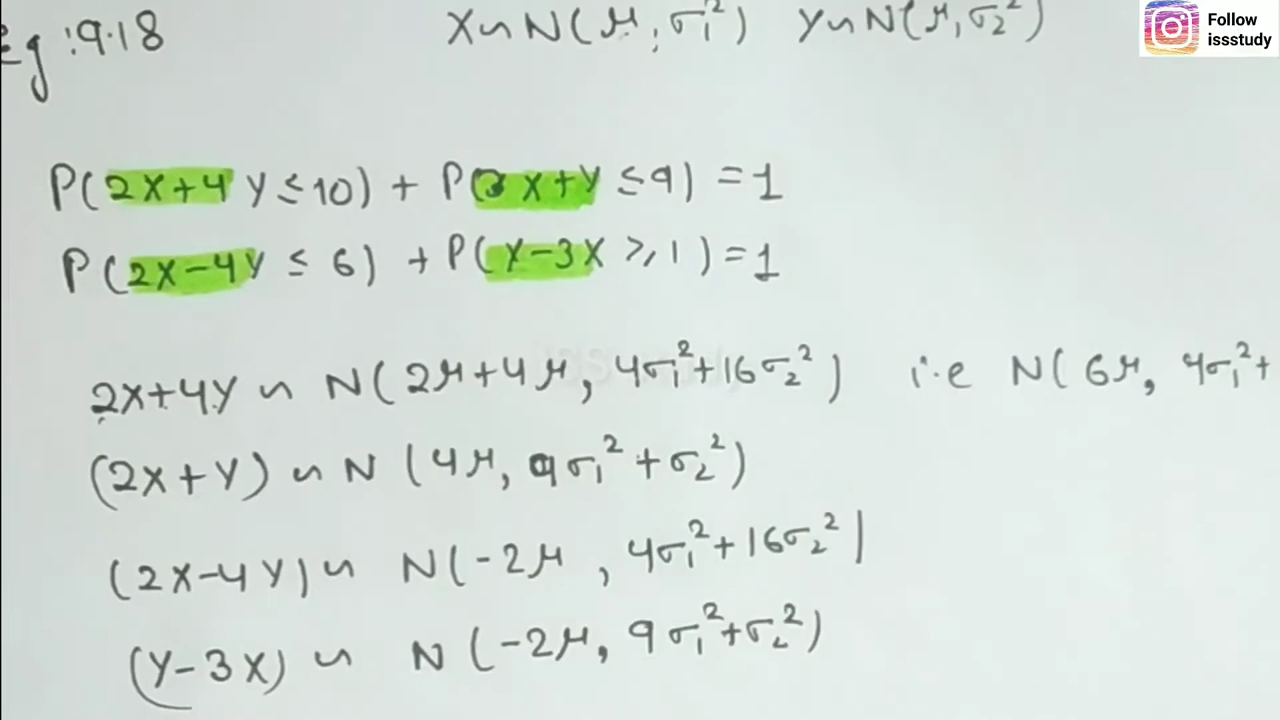 Eg :9.18
X ~ N(μ, σ₁²) Y ~ N(μ, σ₂²)
Follow
issstudy
P(2X+4Y ≤ 10) + P(3X+Y ≤ 9) = 1
P(2X-4Y ≤ 6) + P(Y-3X ≥ 1) = 1
2X+4Y ~ N(2μ+4μ, 4σ₁²+16σ₂²) i.e N(6μ, 4σ₁²+
(2X+Y) ~ N(4μ, 9σ₁²+σ₂²)
(2X-4Y) ~ N(-2μ, 4σ₁²+16σ₂²)
(Y-3X) ~ N(-2μ, 9σ₁²+σ₂²)